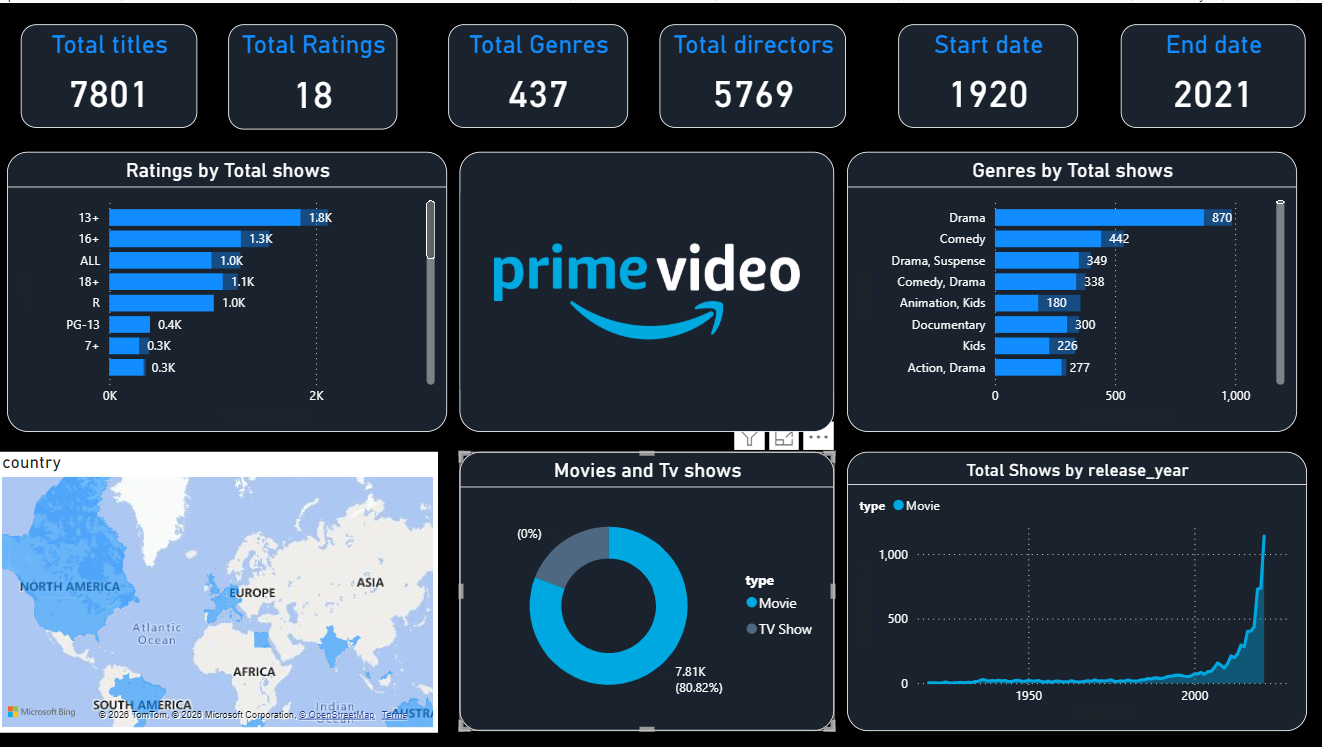 Total titles
7801
Total Ratings
18
Total Genres
437
Total directors
5769
Start date
1920
End date
2021
Ratings by Total shows
13+
1.8K
16+
1.3K
ALL
1.0K
18+
1.1K
R
1.0K
PG-13
0.4K
7+
0.3K
0.3K
0K
2K
prime video
Genres by Total shows
Drama
870
Comedy
442
Drama, Suspense
349
Comedy, Drama
338
Animation, Kids
180
Documentary
300
Kids
226
Action, Drama
277
0
500
1,000
country
NORTH AMERICA
EUROPE
ASIA
Atlantic
Ocean
AFRICA
SOUTH AMERICA
Indian
Ocean
AUSTRA
Microsoft Bing
© 2026 TomTom, © 2026 Microsoft Corporation, © OpenStreetMap Terms
Movies and Tv shows
(0%)
7.81K
(80.82%)
type
Movie
TV Show
Total Shows by release_year
type
Movie
1,000
500
0
1950
2000